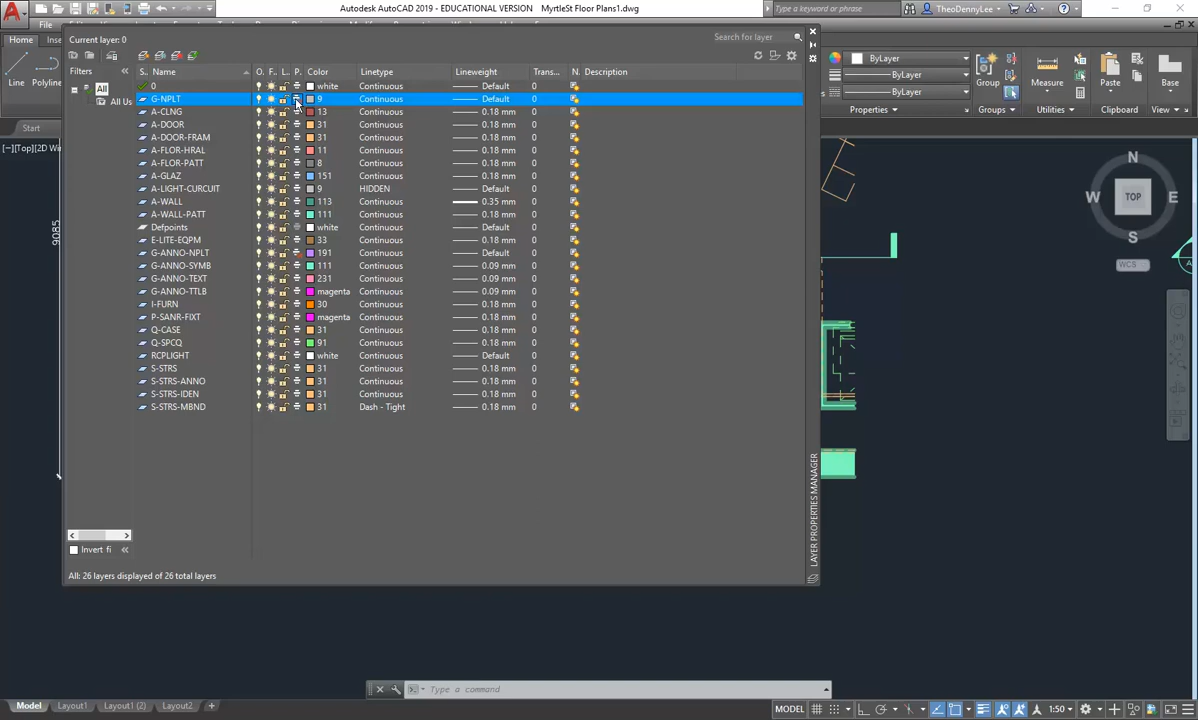 Autodesk AutoCAD 2019 - EDUCATIONAL VERSION MyrtleSt Floor Plans1.dwg
Type a keyword or phrase
TheoDennyLee
File
Home
Line
Polyline
Start
[−][Top][2D Wi
Current layer: 0
Search for layer
Filters
All
All Us
S.. Name O. F.. L.. P. Color Linetype Lineweight Trans... N. Description
0 white Continuous Default 0
G-NPLT 9 Continuous Default 0
A-CLNG 13 Continuous 0.18 mm 0
A-DOOR 31 Continuous 0.18 mm 0
A-DOOR-FRAM 31 Continuous 0.18 mm 0
A-FLOR-HRAL 11 Continuous 0.18 mm 0
A-FLOR-PATT 8 Continuous 0.18 mm 0
A-GLAZ 151 Continuous 0.18 mm 0
A-LIGHT-CURCUIT 9 HIDDEN Default 0
A-WALL 113 Continuous 0.35 mm 0
A-WALL-PATT 111 Continuous 0.18 mm 0
Defpoints white Continuous Default 0
E-LITE-EQPM 33 Continuous 0.18 mm 0
G-ANNO-NPLT 191 Continuous Default 0
G-ANNO-SYMB 111 Continuous 0.09 mm 0
G-ANNO-TEXT 231 Continuous 0.09 mm 0
G-ANNO-TTLB magenta Continuous 0.09 mm 0
I-FURN 30 Continuous 0.18 mm 0
P-SANR-FIXT magenta Continuous 0.18 mm 0
Q-CASE 31 Continuous 0.18 mm 0
Q-SPCQ 91 Continuous 0.18 mm 0
RCPLIGHT white Continuous Default 0
S-STRS 31 Continuous 0.18 mm 0
S-STRS-ANNO 31 Continuous 0.18 mm 0
S-STRS-IDEN 31 Continuous 0.18 mm 0
S-STRS-MBND 31 Dash - Tight 0.18 mm 0
Invert fi
All: 26 layers displayed of 26 total layers
LAYER PROPERTIES MANAGER
9085
ByLayer
ByLayer
ByLayer
Group
Measure
Paste
Base
Groups
Utilities
Clipboard
View
N
W TOP E
S
WCS
Type a command
Model Layout1 Layout1 (2) Layout2 +
MODEL
1:50